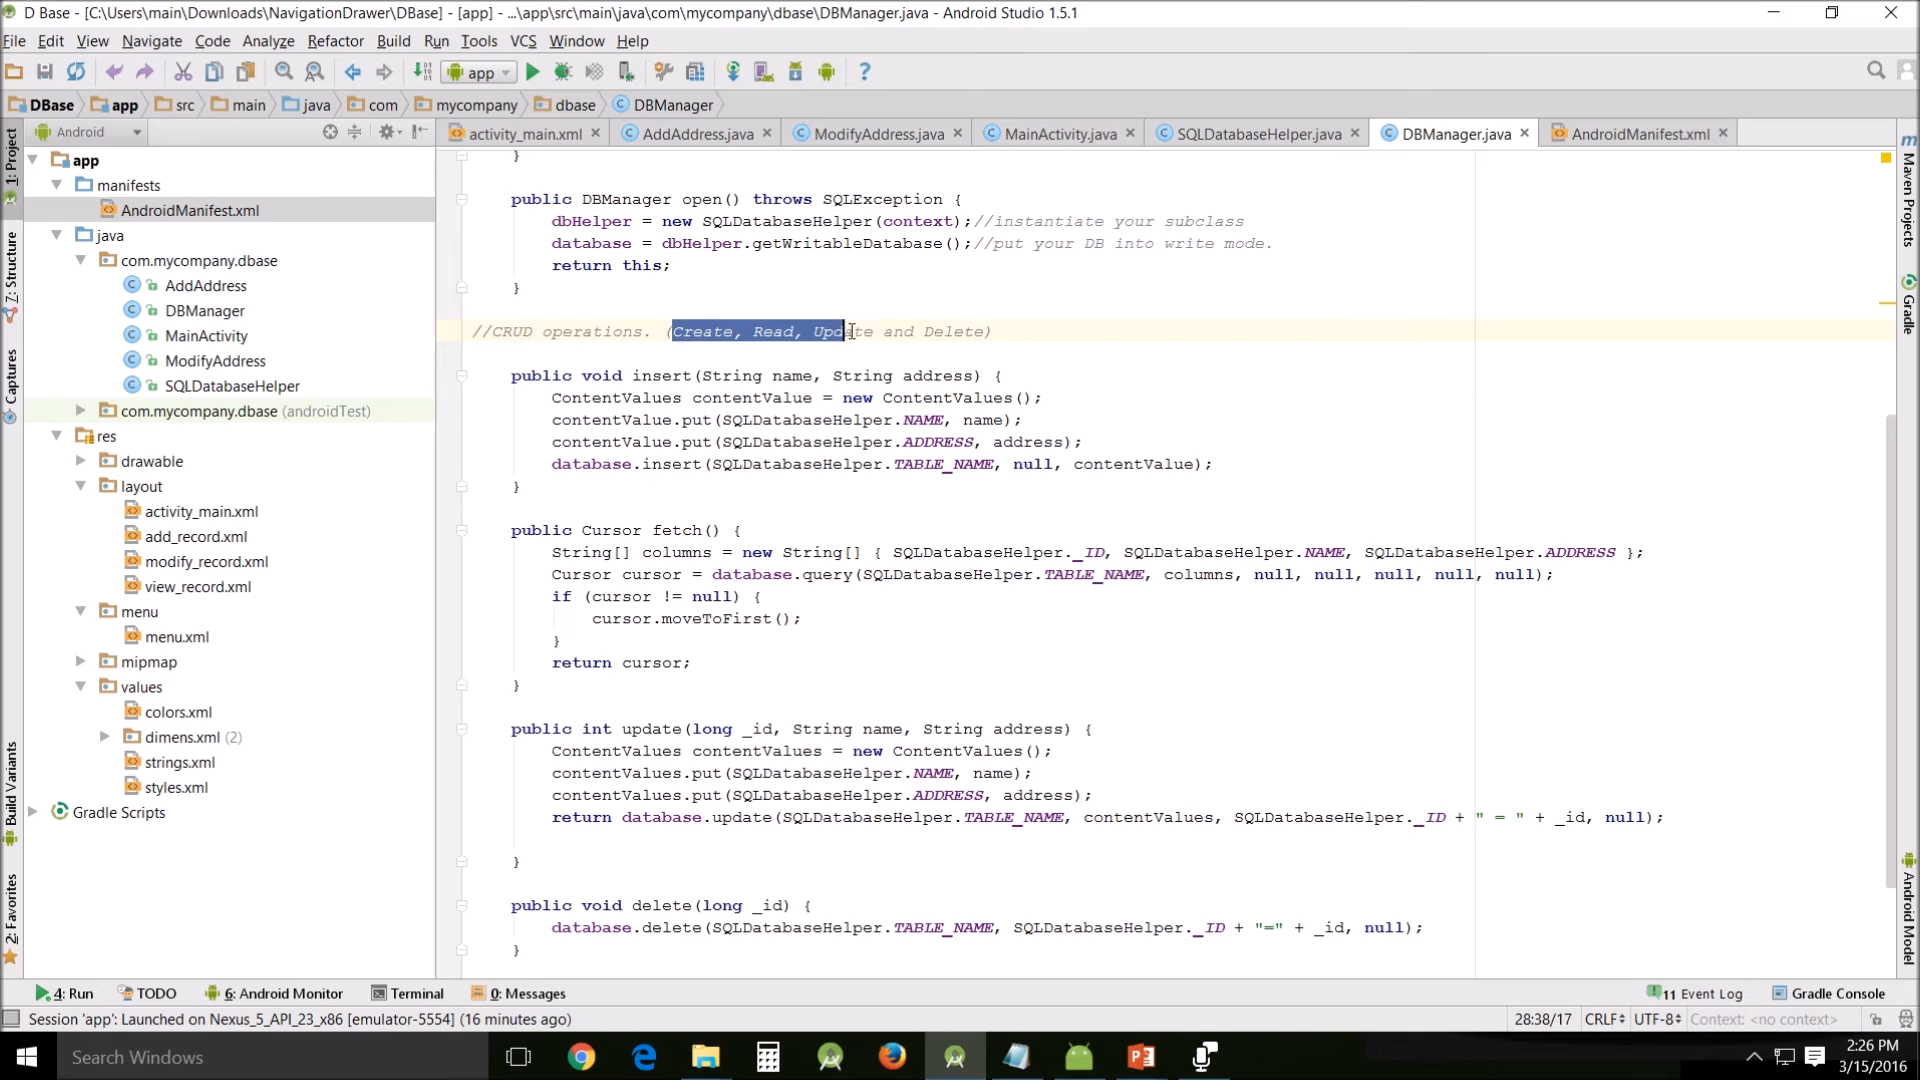 D Base - [C:\Users\main\Downloads\NavigationDrawer\DBase] - [app] - ...\app\src\main\java\com\mycompany\dbase\DBManager.java - Android Studio 1.5.1
File Edit View Navigate Code Analyze Refactor Build Run Tools VCS Window Help
app
DBase app src main java com mycompany dbase DBManager
Android
activity_main.xml AddAddress.java ModifyAddress.java MainActivity.java SQLDatabaseHelper.java DBManager.java AndroidManifest.xml
1: Project
7: Structure
Captures
Build Variants
2: Favorites
app
manifests
AndroidManifest.xml
java
com.mycompany.dbase
AddAddress
DBManager
MainActivity
ModifyAddress
SQLDatabaseHelper
com.mycompany.dbase (androidTest)
res
drawable
layout
activity_main.xml
add_record.xml
modify_record.xml
view_record.xml
menu
menu.xml
mipmap
values
colors.xml
dimens.xml (2)
strings.xml
styles.xml
Gradle Scripts
}
public DBManager open() throws SQLException {
dbHelper = new SQLDatabaseHelper(context);//instantiate your subclass
database = dbHelper.getWritableDatabase();//put your DB into write mode.
return this;
}
//CRUD operations. (Create, Read, Update and Delete)
public void insert(String name, String address) {
ContentValues contentValue = new ContentValues();
contentValue.put(SQLDatabaseHelper.NAME, name);
contentValue.put(SQLDatabaseHelper.ADDRESS, address);
database.insert(SQLDatabaseHelper.TABLE_NAME, null, contentValue);
}
public Cursor fetch() {
String[] columns = new String[] { SQLDatabaseHelper._ID, SQLDatabaseHelper.NAME, SQLDatabaseHelper.ADDRESS };
Cursor cursor = database.query(SQLDatabaseHelper.TABLE_NAME, columns, null, null, null, null, null);
if (cursor != null) {
cursor.moveToFirst();
}
return cursor;
}
public int update(long _id, String name, String address) {
ContentValues contentValues = new ContentValues();
contentValues.put(SQLDatabaseHelper.NAME, name);
contentValues.put(SQLDatabaseHelper.ADDRESS, address);
return database.update(SQLDatabaseHelper.TABLE_NAME, contentValues, SQLDatabaseHelper._ID + " = " + _id, null);
}
public void delete(long _id) {
database.delete(SQLDatabaseHelper.TABLE_NAME, SQLDatabaseHelper._ID + "=" + _id, null);
}
m
Maven Projects
Gradle
Android Model
4: Run TODO 6: Android Monitor Terminal 0: Messages 11 Event Log Gradle Console
Session 'app': Launched on Nexus_5_API_23_x86 [emulator-5554] (16 minutes ago) 28:38/17 CRLF UTF-8 Context: <no context>
Search Windows
2:26 PM
3/15/2016